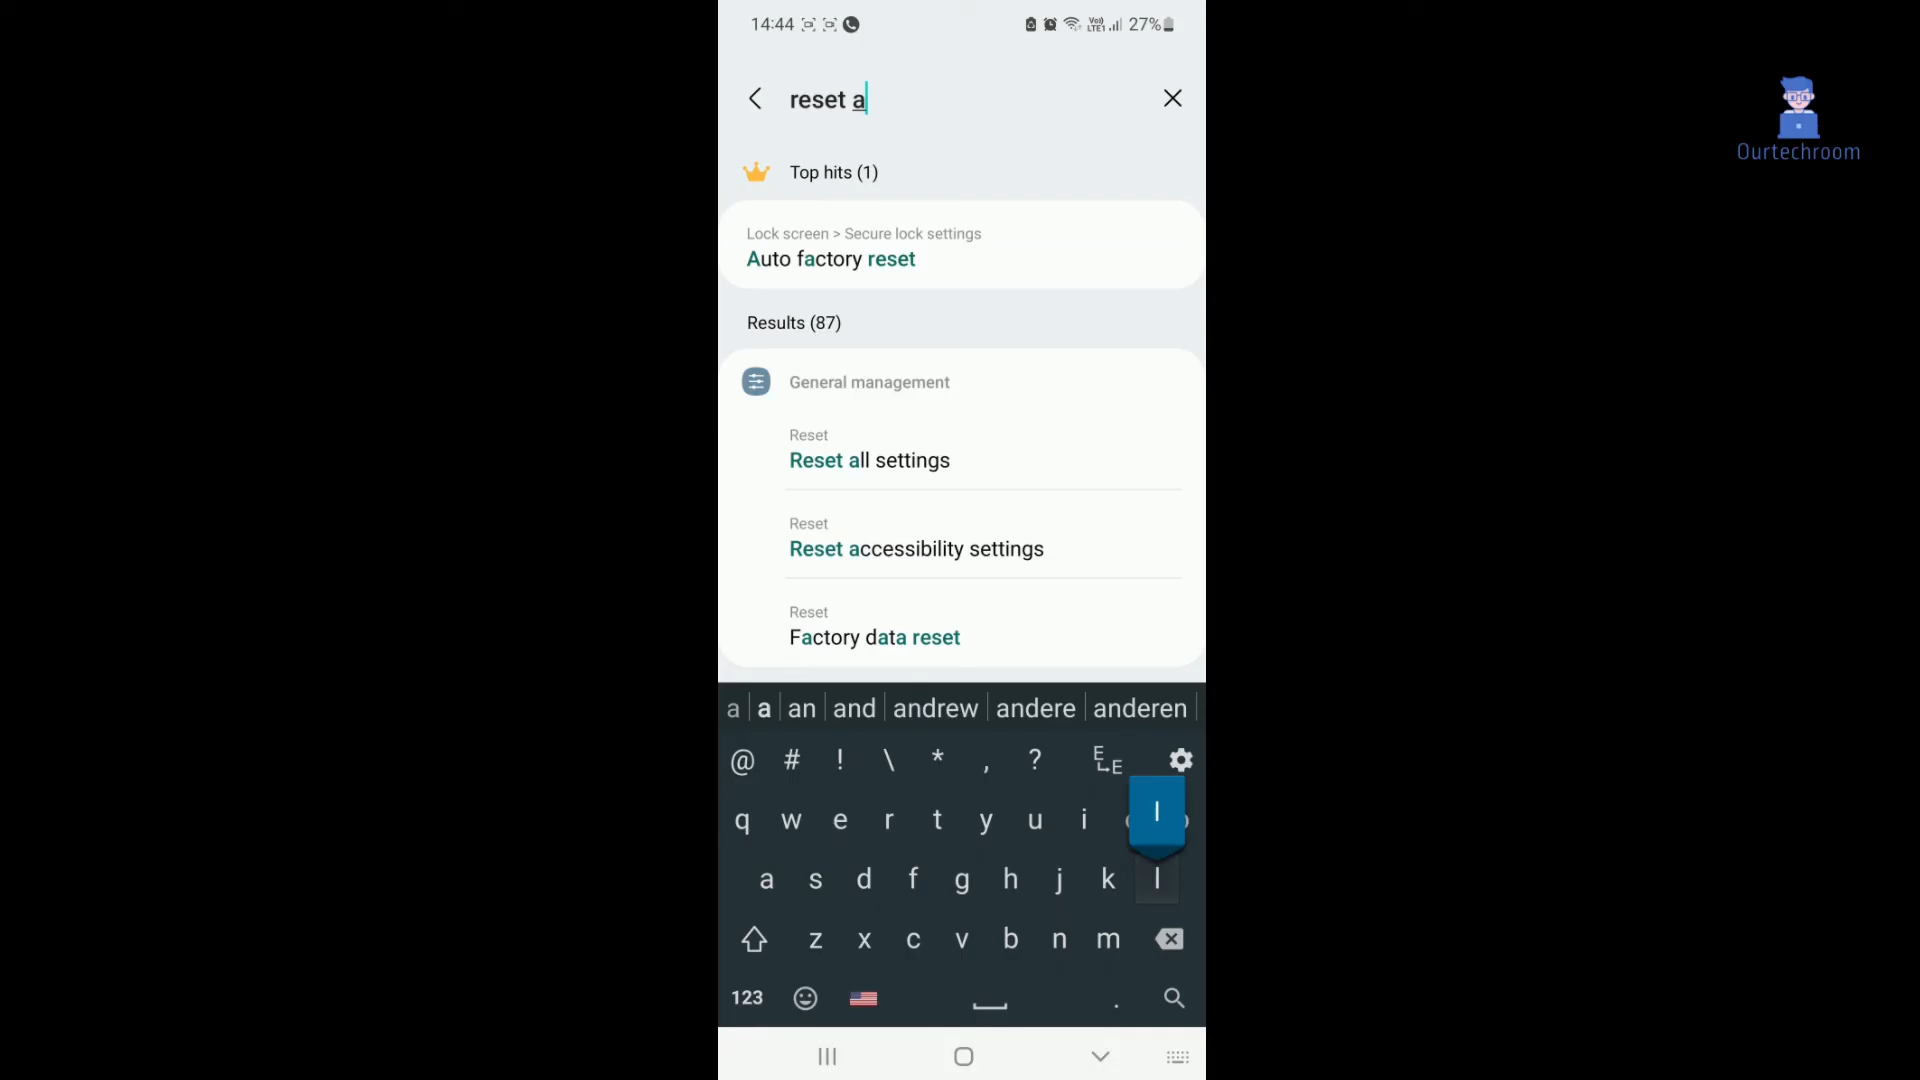 14:44 Vo)) LTE1 27%
Ourtechroom
reset a
Top hits (1)
Lock screen > Secure lock settings
Auto factory reset
Results (87)
General management
Reset
Reset all settings
Reset
Reset accessibility settings
Reset
Factory data reset
a a an and andrew andere anderen
@ # ! \ * , ? E E
q w e r t y u i l
a s d f g h j k l
z x c v b n m
123 .